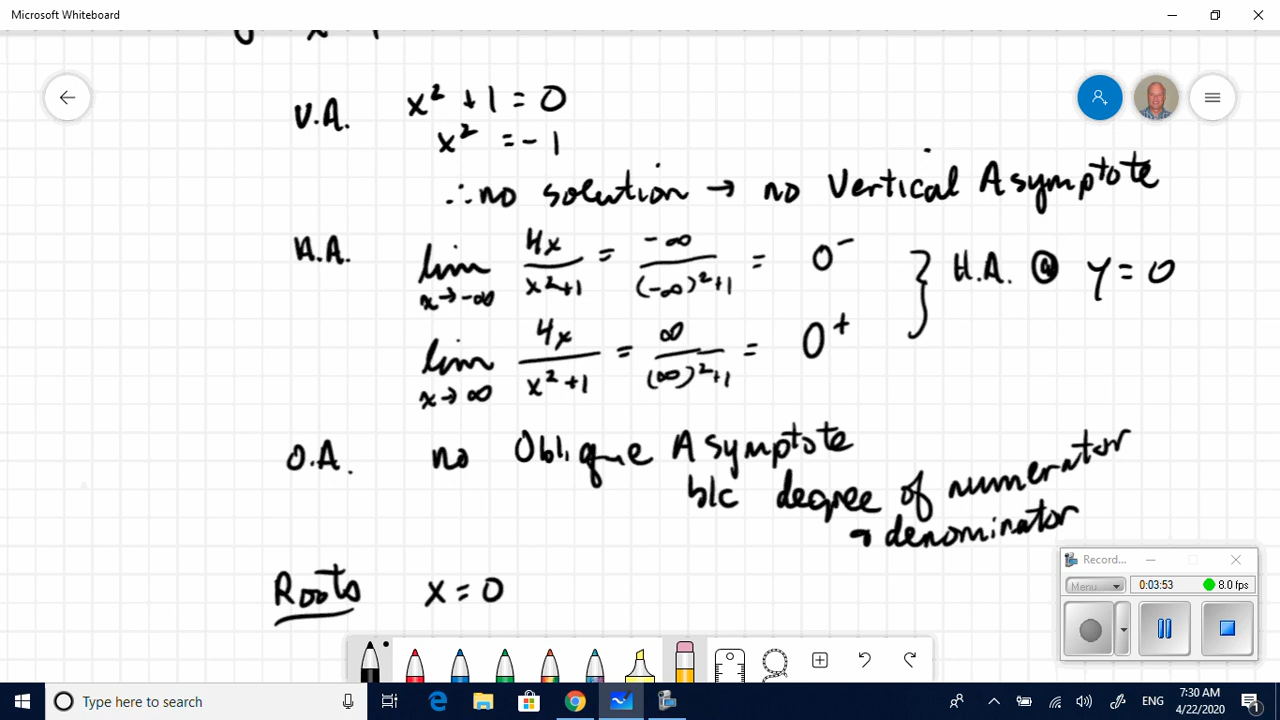 Microsoft Whiteboard
V.A. x² + 1 = 0
x² = -1
∴ no solution → no Vertical Asymptote
H.A. lim x→-∞ 4x/(x²+1) = -∞/((-∞)²+1) = 0⁻
lim x→∞ 4x/(x²+1) = ∞/((∞)²+1) = 0⁺ } H.A. @ y = 0
O.A. no Oblique Asymptote
b/c degree of numerator
denominator
Roots x = 0
Record...
Menu
0:03:53 8.0 fps
Type here to search
ENG
7:30 AM
4/22/2020
1